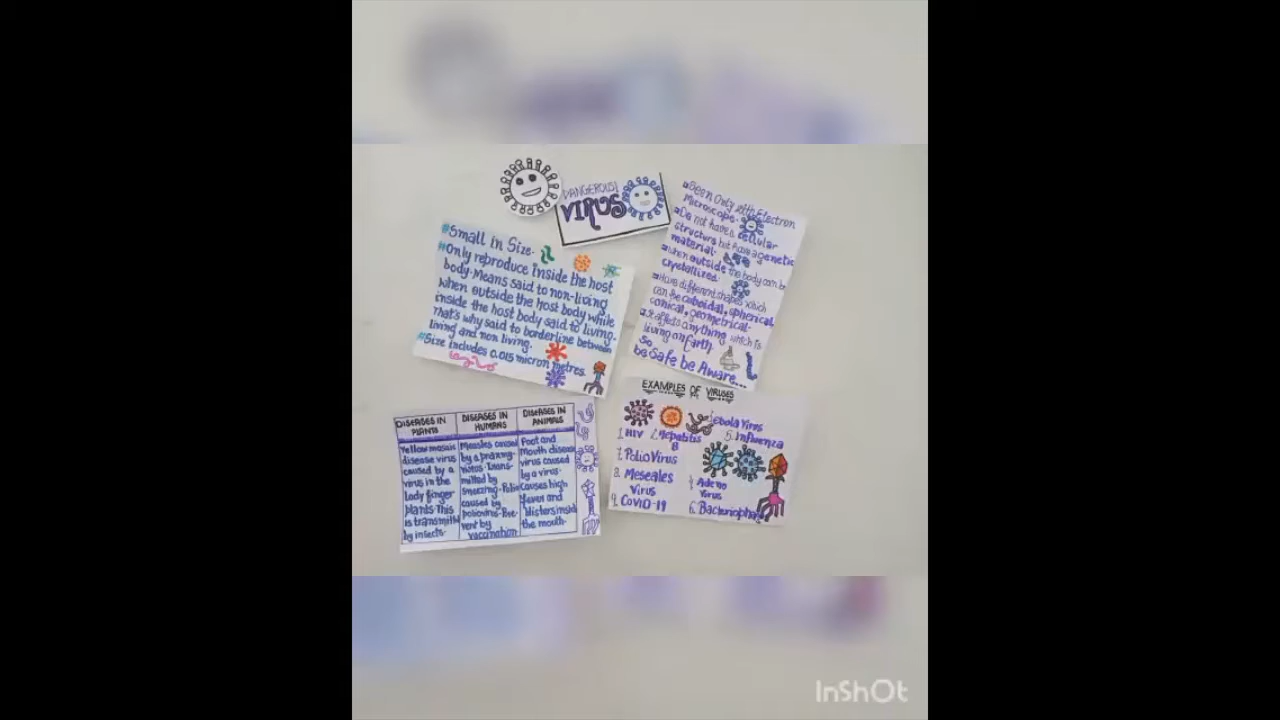 DANGEROUS!
VIRUS
#Small in Size.
#Only reproduce inside the host
body. Means said to non-living
when outside the host body while
inside the host body said to living.
That's why said to borderline between
living and non living.
#Size includes 0.015 micron metres.
Seen Only with Electron
Microscope.
Do not have a cellular
structure but have a genetic
material.
when outside the body can be
crystallized.
Have different shapes which
can be cuboidal, spherical,
conical, geometrical.
to anything which is
living on Earth
So
be Safe be Aware...
DISEASES IN
PLANTS
Yellow mosaic
disease virus
caused by a
virus in the
Lady finger
plants. This
is transmitted
by insects.
DISEASES IN
HUMANS
Measles caused
by a
virus. Trans-
mitted by
sneezing. Polio
caused by
poliovirus. Pre-
vent by
vaccination
DISEASES IN
ANIMALS
Foot and
Mouth disease
virus caused
by a virus.
Causes high
fever and
blisters inside
the mouth.
EXAMPLES OF VIRUSES
1. HIV
2. Hepatitis
B
Ebola Virus
5. Influenza
7. Polio Virus
8. Meseales
Virus
9. COVID-19
Adeno
Virus
6. Bacteriophage
InShOt